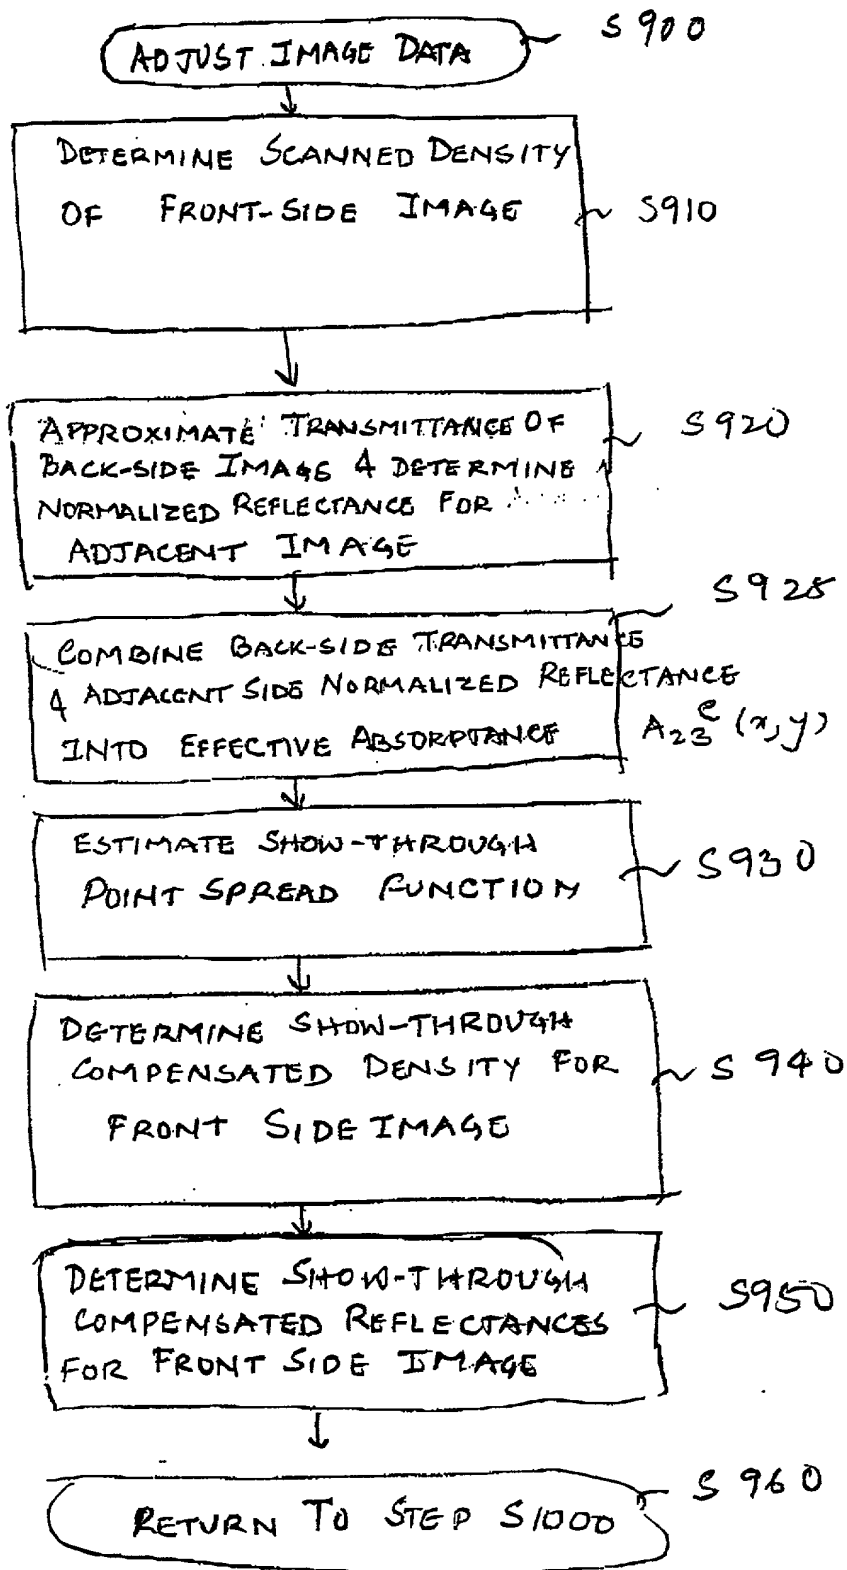 ADJUST IMAGE DATA
S900
DETERMINE SCANNED DENSITY
OF FRONT-SIDE IMAGE
S910
APPROXIMATE TRANSMITTANCE OF
BACK-SIDE IMAGE & DETERMINE
NORMALIZED REFLECTANCE FOR
ADJACENT IMAGE
S920
COMBINE BACK-SIDE TRANSMITTANCE
& ADJACENT SIDE NORMALIZED REFLECTANCE
INTO EFFECTIVE ABSORPTANCE A₂₃ᵉ(x,y)
S925
ESTIMATE SHOW-THROUGH
POINT SPREAD FUNCTION
S930
DETERMINE SHOW-THROUGH
COMPENSATED DENSITY FOR
FRONT SIDE IMAGE
S940
DETERMINE SHOW-THROUGH
COMPENSATED REFLECTANCES
FOR FRONT SIDE IMAGE
S950
RETURN TO STEP S1000
S960